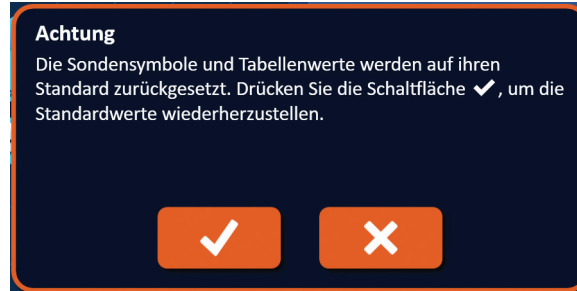 Achtung
Die Sondensymbole und Tabellenwerte werden auf ihren
Standard zurückgesetzt. Drücken Sie die Schaltfläche ✔, um die
Standardwerte wiederherzustellen.